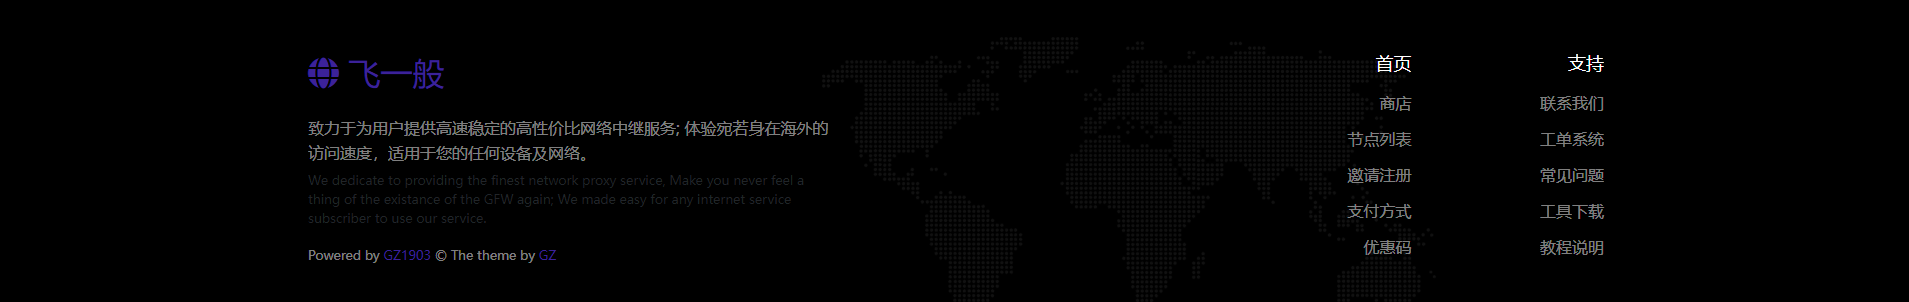 飞一般
致力于为用户提供高速稳定的高性价比网络中继服务; 体验宛若身在海外的
访问速度，适用于您的任何设备及网络。
We dedicate to providing the finest network proxy service, Make you never feel a
thing of the existance of the GFW again; We made easy for any internet service
subscriber to use our service.
Powered by GZ1903 © The theme by GZ
首页
商店
节点列表
邀请注册
支付方式
优惠码
支持
联系我们
工单系统
常见问题
工具下载
教程说明